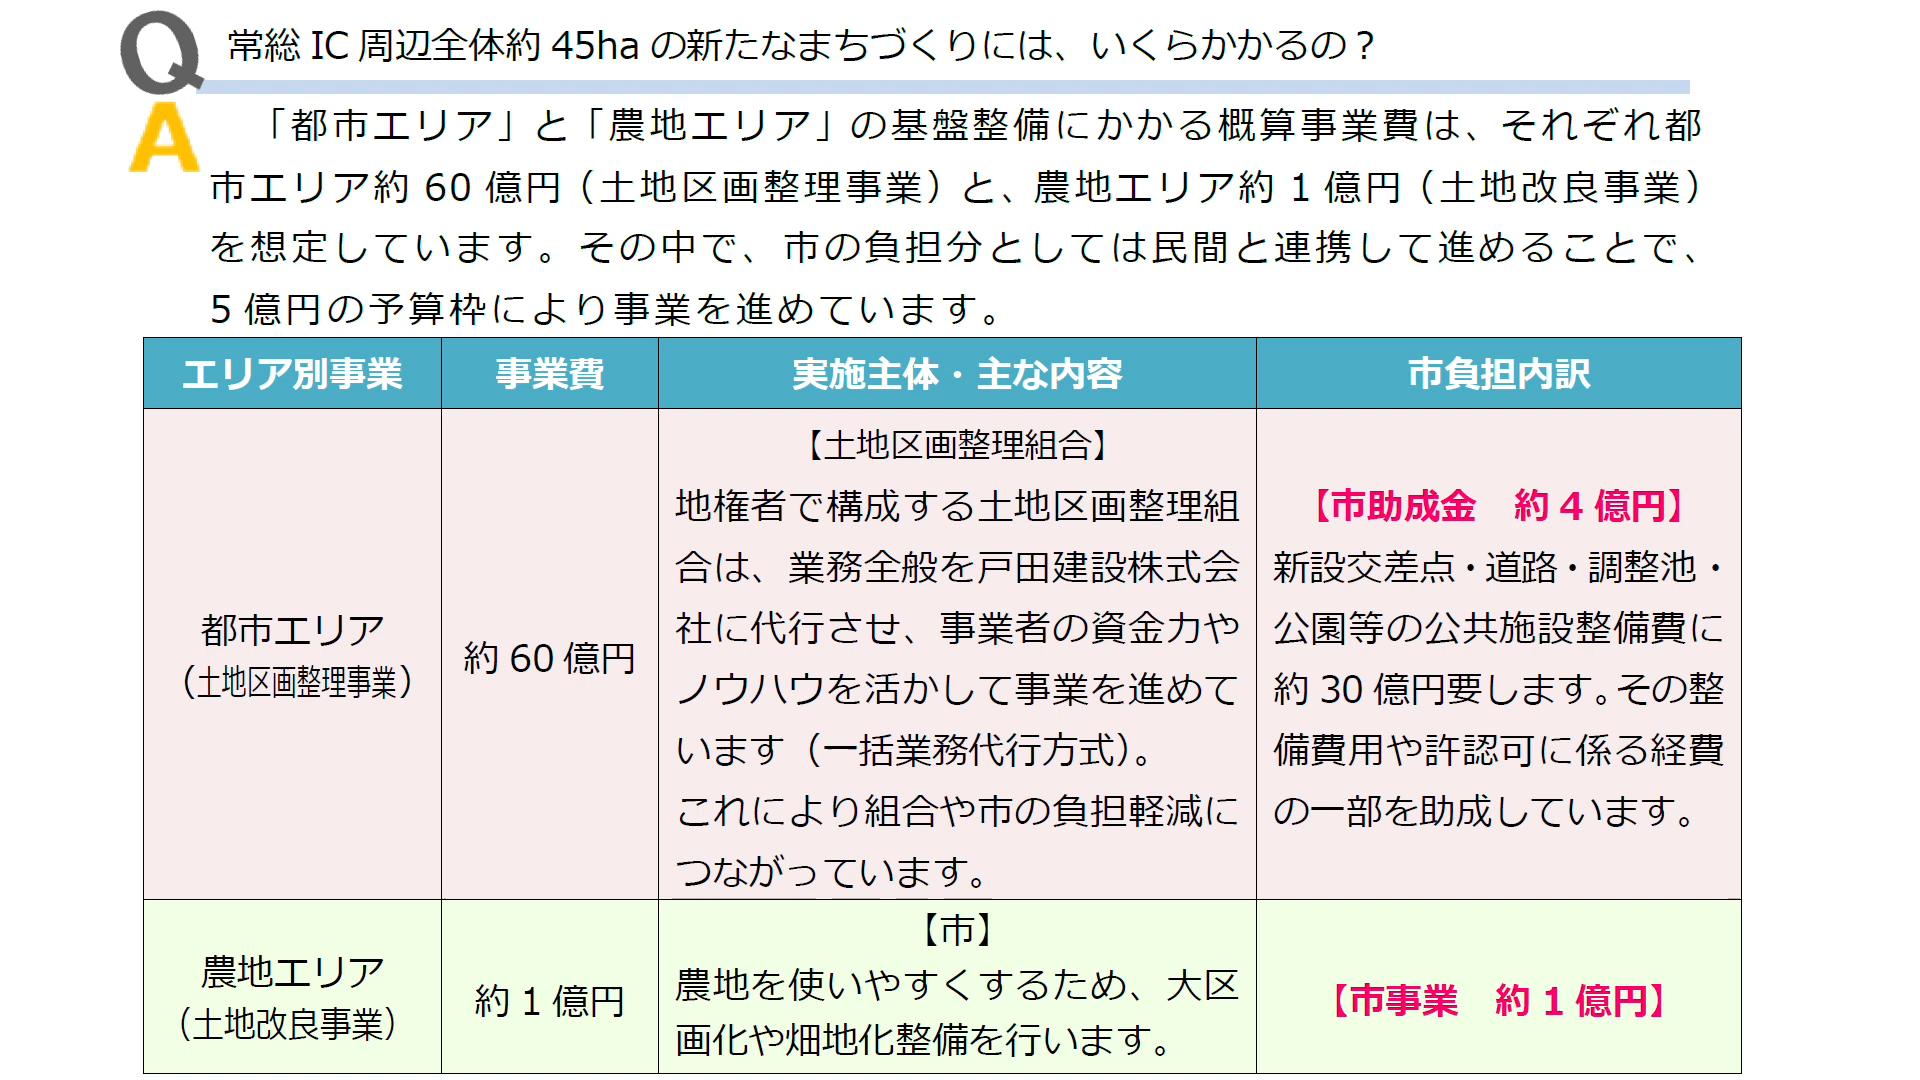 Q 常総 IC 周辺全体約 45ha の新たなまちづくりには、いくらかかるの？
A 「都市エリア」と「農地エリア」の基盤整備にかかる概算事業費は、それぞれ都
市エリア約 60 億円（土地区画整理事業）と、農地エリア約 1 億円（土地改良事業）
を想定しています。その中で、市の負担分としては民間と連携して進めることで、
5 億円の予算枠により事業を進めています。
エリア別事業 事業費 実施主体・主な内容 市負担内訳
都市エリア
（土地区画整理事業）
約 60 億円
【土地区画整理組合】
地権者で構成する土地区画整理組
合は、業務全般を戸田建設株式会
社に代行させ、事業者の資金力や
ノウハウを活かして事業を進めて
います（一括業務代行方式）。
これにより組合や市の負担軽減に
つながっています。
【市助成金　約 4 億円】
新設交差点・道路・調整池・
公園等の公共施設整備費に
約 30 億円要します。その整
備費用や許認可に係る経費
の一部を助成しています。
農地エリア
（土地改良事業）
約 1 億円
【市】
農地を使いやすくするため、大区
画化や畑地化整備を行います。
【市事業　約 1 億円】